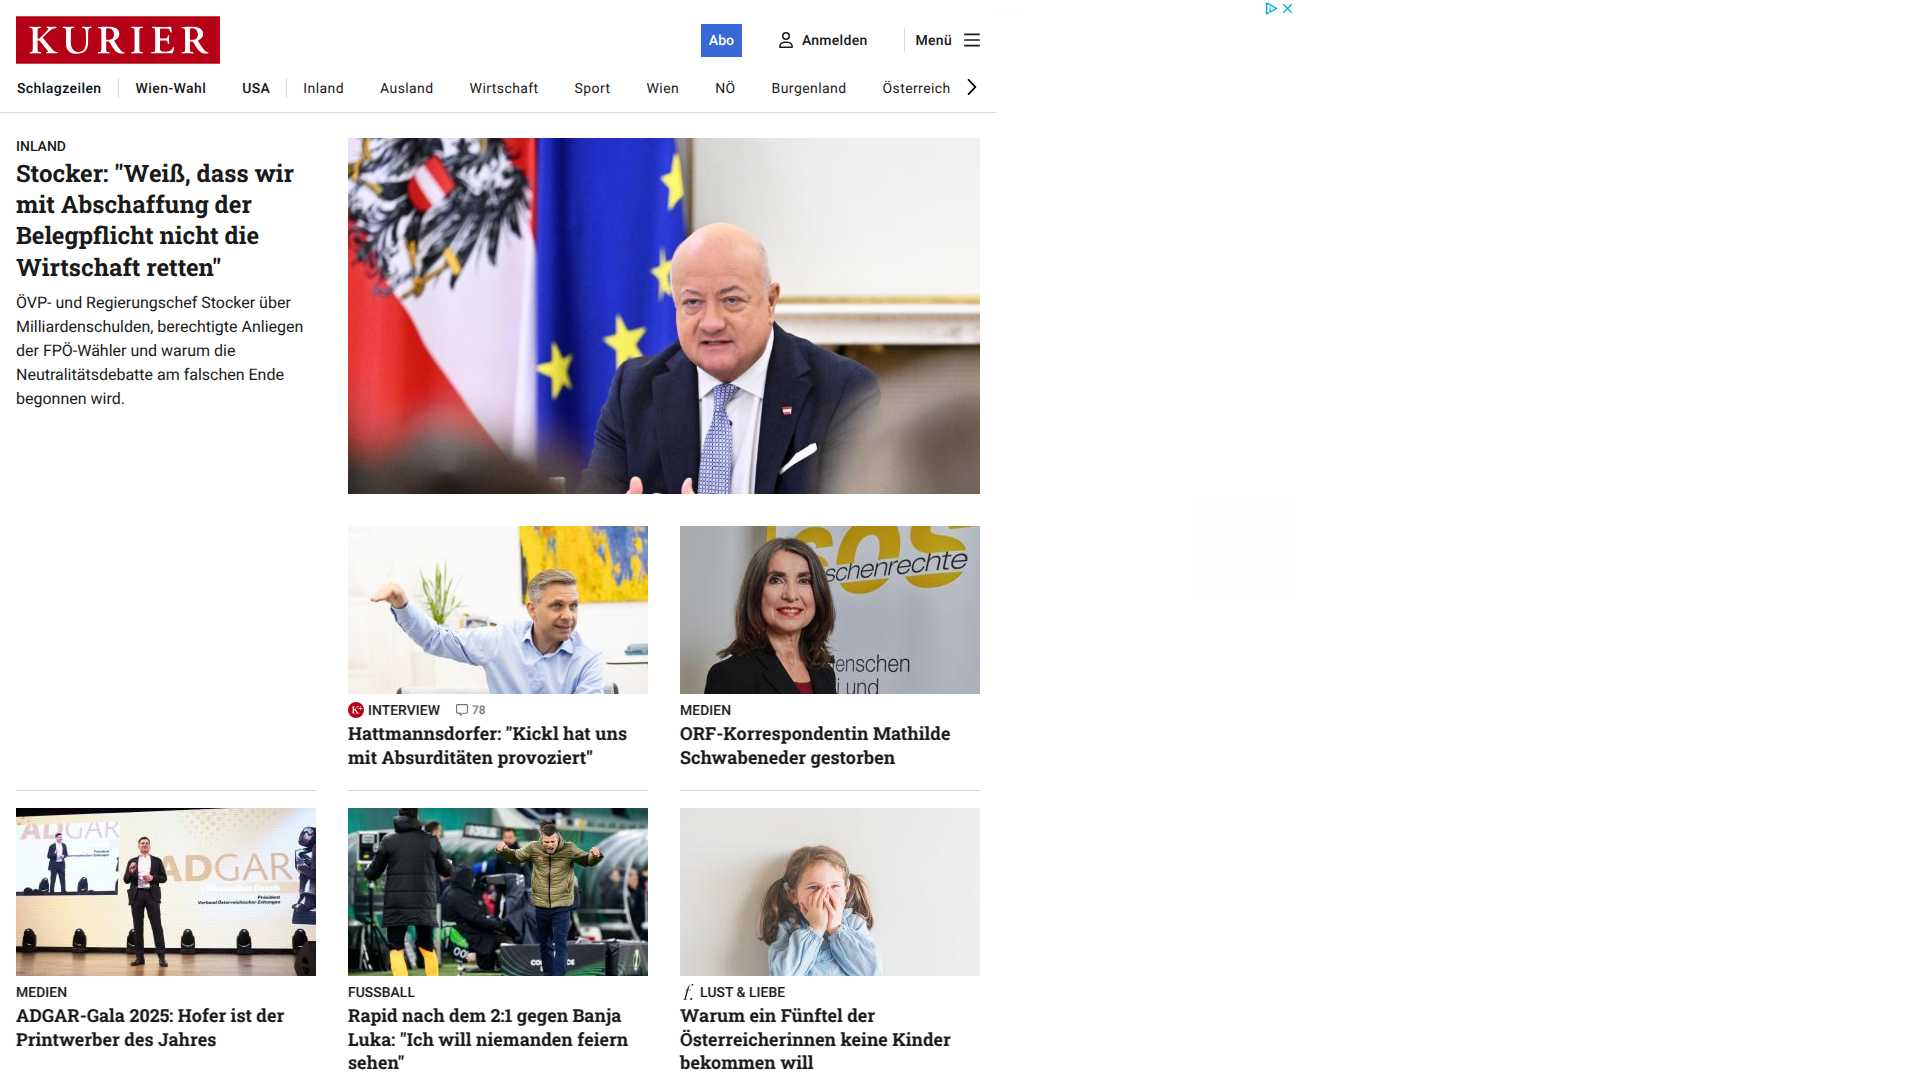 KURIER
Abo
Anmelden
Menü
Schlagzeilen
Wien-Wahl
USA
Inland
Ausland
Wirtschaft
Sport
Wien
NÖ
Burgenland
Österreich
INLAND
Stocker: "Weiß, dass wir
mit Abschaffung der
Belegpflicht nicht die
Wirtschaft retten"
ÖVP- und Regierungschef Stocker über
Milliardenschulden, berechtigte Anliegen
der FPÖ-Wähler und warum die
Neutralitätsdebatte am falschen Ende
begonnen wird.
SOS
schenrechte
enschen
i und
K+ INTERVIEW 78
Hattmannsdorfer: "Kickl hat uns
mit Absurditäten provoziert"
MEDIEN
ORF-Korrespondentin Mathilde
Schwabeneder gestorben
ADGAR
ADGAR
Präsident
Verband Österreichischer Zeitungen
MEDIEN
ADGAR-Gala 2025: Hofer ist der
Printwerber des Jahres
FUSSBALL
Rapid nach dem 2:1 gegen Banja
Luka: "Ich will niemanden feiern
sehen"
f. LUST & LIEBE
Warum ein Fünftel der
Österreicherinnen keine Kinder
bekommen will